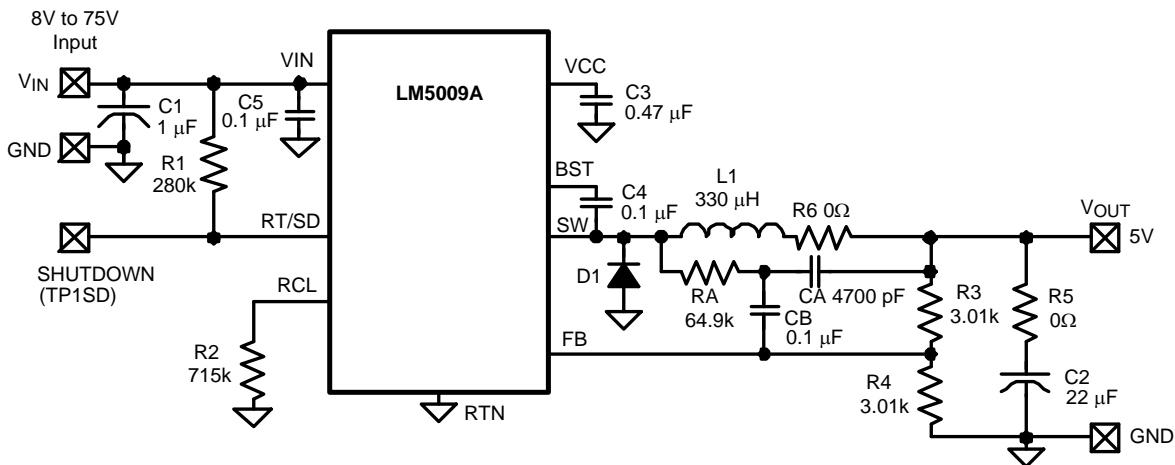 8V to 75V
Input
VIN
GND
SHUTDOWN
(TP1SD)
C1
1 µF
R1
280k
C5
0.1 µF
VIN
RT/SD
RCL
R2
715k
LM5009A
VCC
C3
0.47 µF
BST
C4
0.1 µF
SW
L1
330 µH
R6 0Ω
D1
RA
64.9k
CA 4700 pF
CB
0.1 µF
FB
RTN
R3
3.01k
R4
3.01k
R5
0Ω
C2
22 µF
VOUT
5V
GND